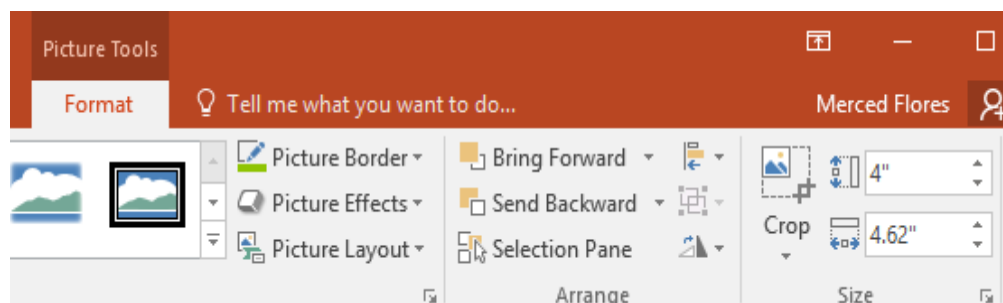 Picture Tools
Format Tell me what you want to do... Merced Flores
Picture Border Bring Forward 4"
Picture Effects Send Backward
Crop 4.62"
Picture Layout Selection Pane
Arrange Size